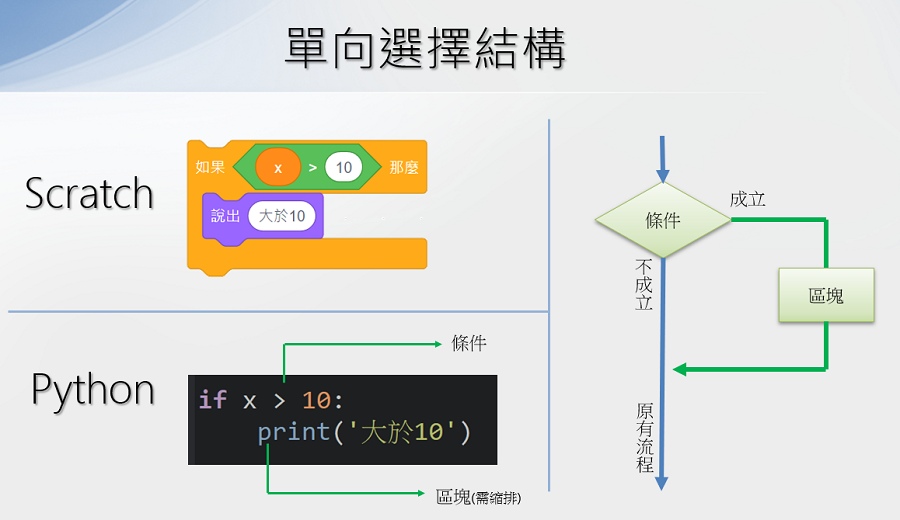 單向選擇結構
Scratch
如果 x > 10 那麼
說出 大於10
Python
條件
if x > 10:
print('大於10')
區塊(需縮排)
條件
成立
不成立
區塊
原有流程